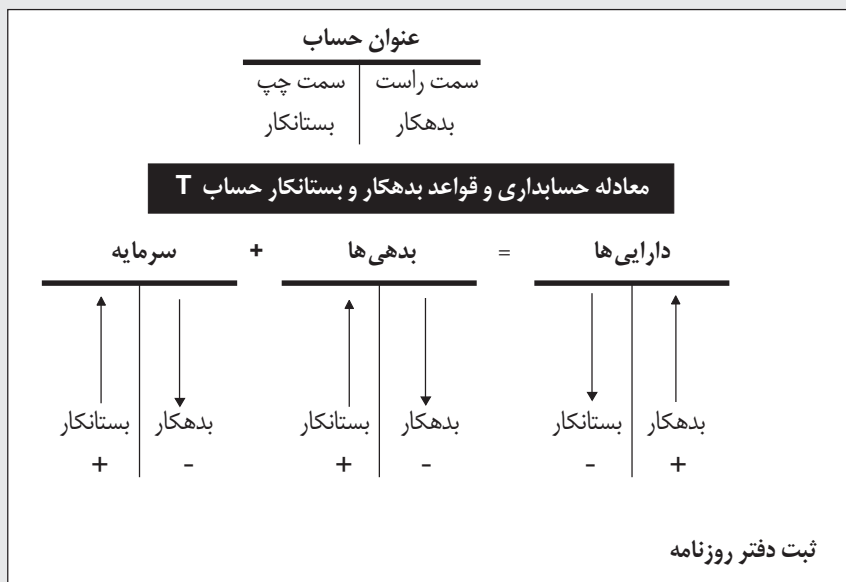 عنوان حساب
سمت راست سمت چپ
بدهکار بستانکار
معادله حسابداری و قواعد بدهکار و بستانکار حساب T
دارایی‌ها = بدهی‌ها + سرمایه
بدهکار بستانکار بدهکار بستانکار بدهکار بستانکار
+ - - + - +
ثبت دفتر روزنامه